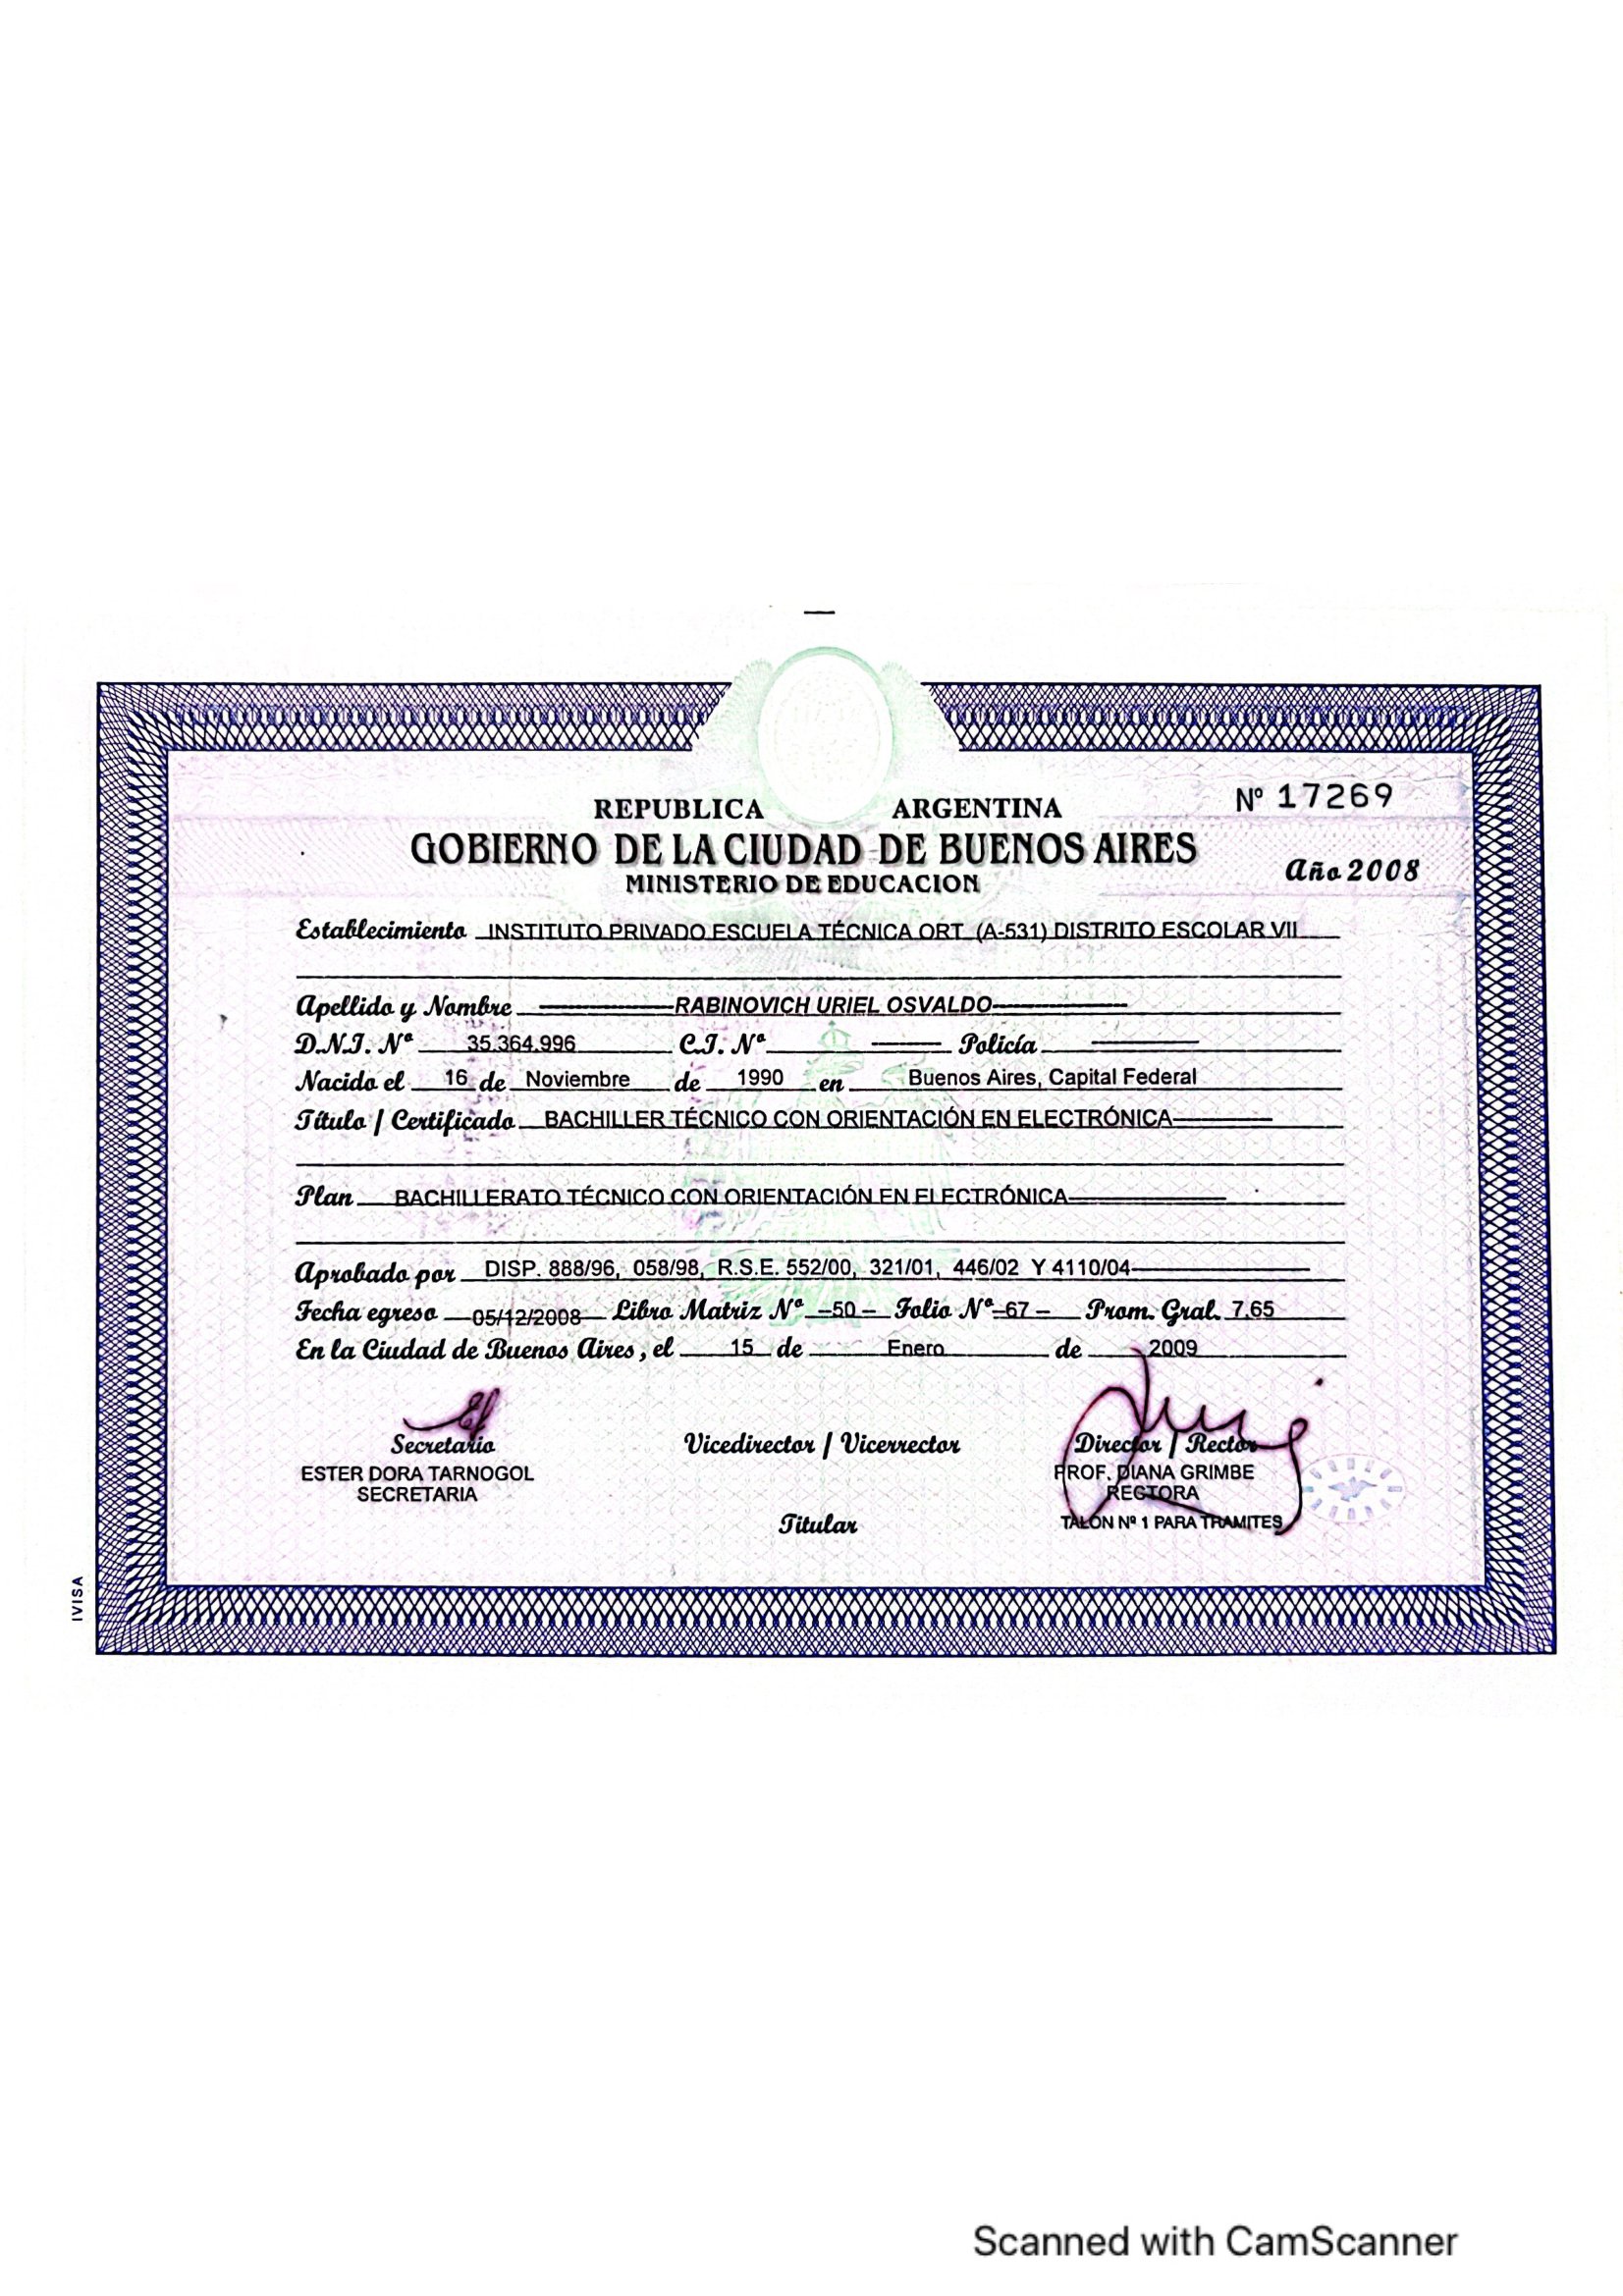 REPUBLICA ARGENTINA
Nº 17269
GOBIERNO DE LA CIUDAD DE BUENOS AIRES
Año 2008
MINISTERIO DE EDUCACION
Establecimiento INSTITUTO PRIVADO ESCUELA TÉCNICA ORT (A-531) DISTRITO ESCOLAR VII
Apellido y Nombre RABINOVICH URIEL OSVALDO
D.N.I. Nº 35.364.996 C.I. Nº Policía
Nacido el 16 de Noviembre de 1990 en Buenos Aires, Capital Federal
Título / Certificado BACHILLER TÉCNICO CON ORIENTACIÓN EN ELECTRÓNICA
Plan BACHILLERATO TÉCNICO CON ORIENTACIÓN EN ELECTRÓNICA
Aprobado por DISP. 888/96, 058/98, R.S.E. 552/00, 321/01, 446/02 Y 4110/04
Fecha egreso 05/12/2008 Libro Matriz Nº 50 Folio Nº 67 Prom. Gral. 7,65
En la Ciudad de Buenos Aires, el 15 de Enero de 2009
Secretario Vicedirector / Vicerrector Director / Rector
ESTER DORA TARNOGOL PROF. DIANA GRIMBE
SECRETARIA RECTORA
Titular TALON Nº 1 PARA TRAMITES
IVISA
Scanned with CamScanner